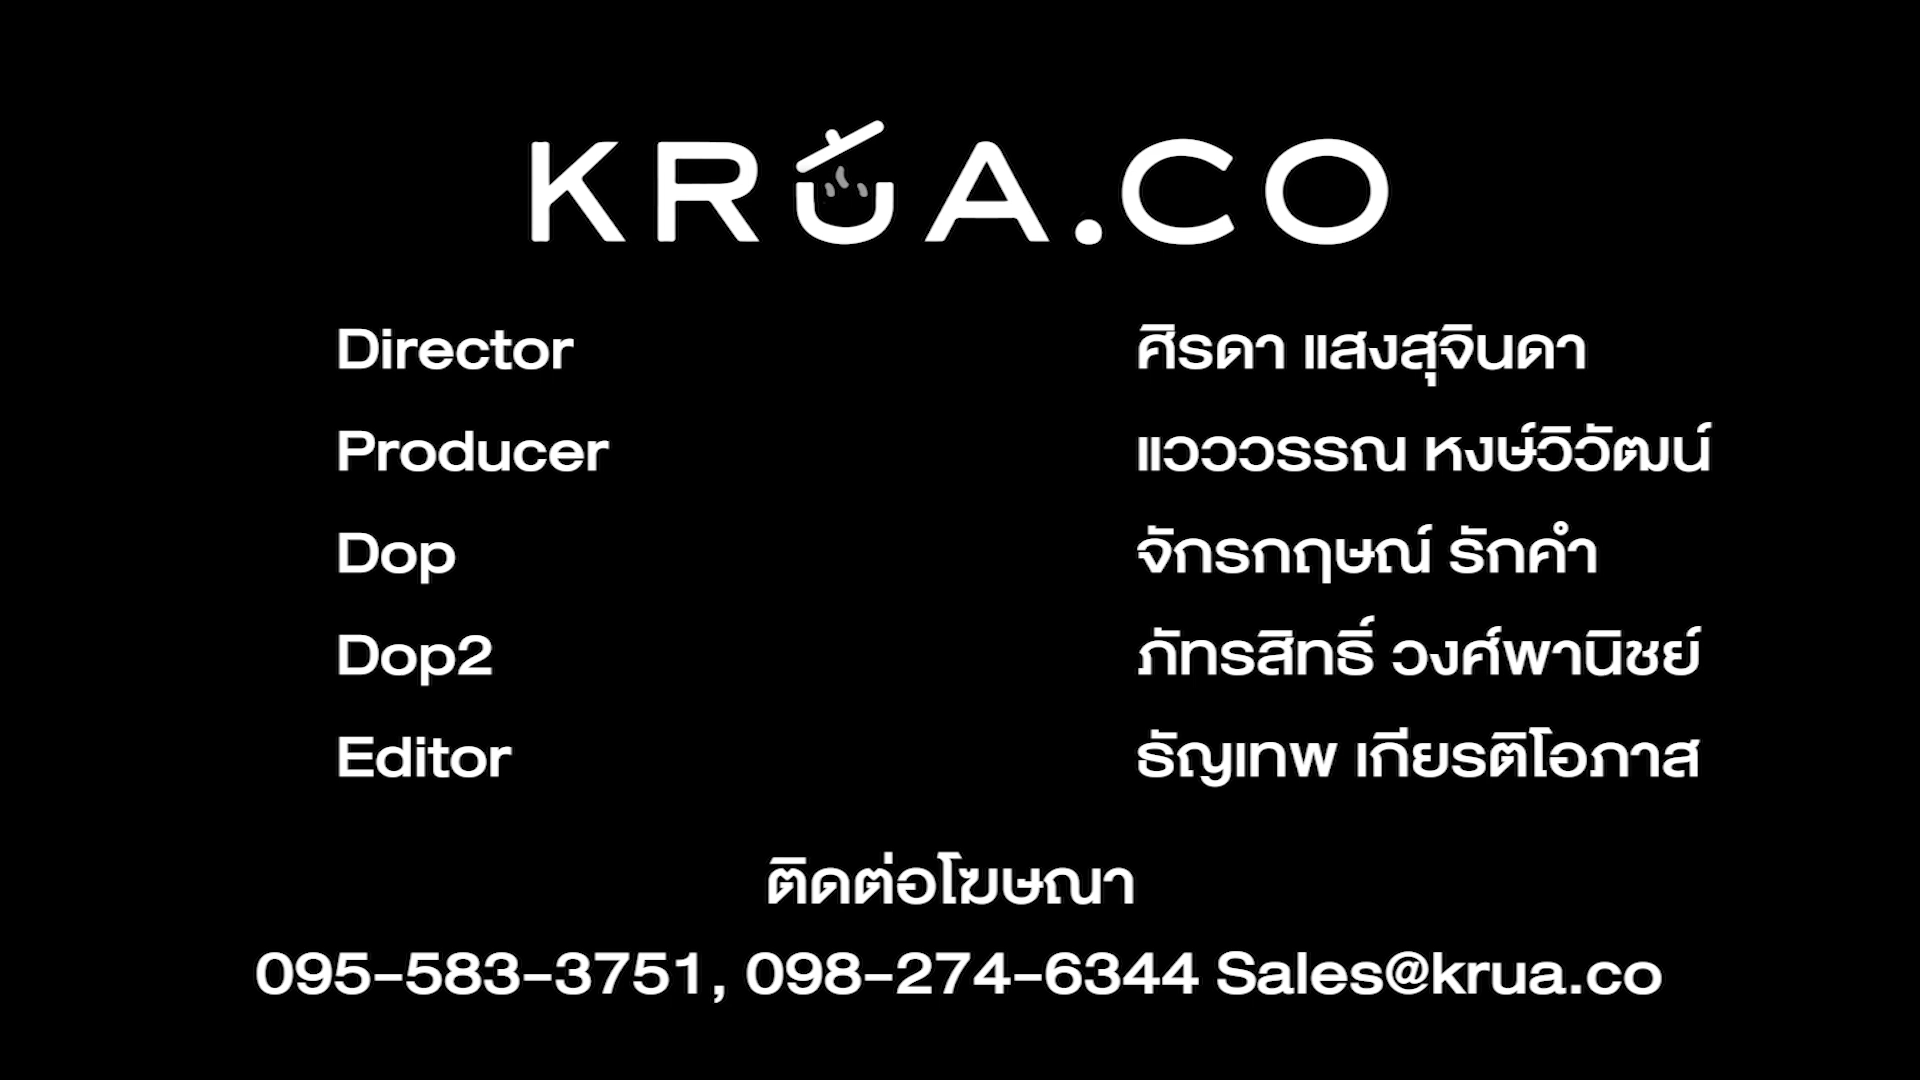 KRUA.CO
Director ศิรดา แสงสุจินดา
Producer แวววรรณ หงษ์วิวัฒน์
Dop จักรกฤษณ์ รักคำ
Dop2 ภัทรสิทธิ์ วงศ์พานิชย์
Editor ธัญเทพ เกียรติโอภาส
ติดต่อโฆษณา
095-583-3751, 098-274-6344 Sales@krua.co